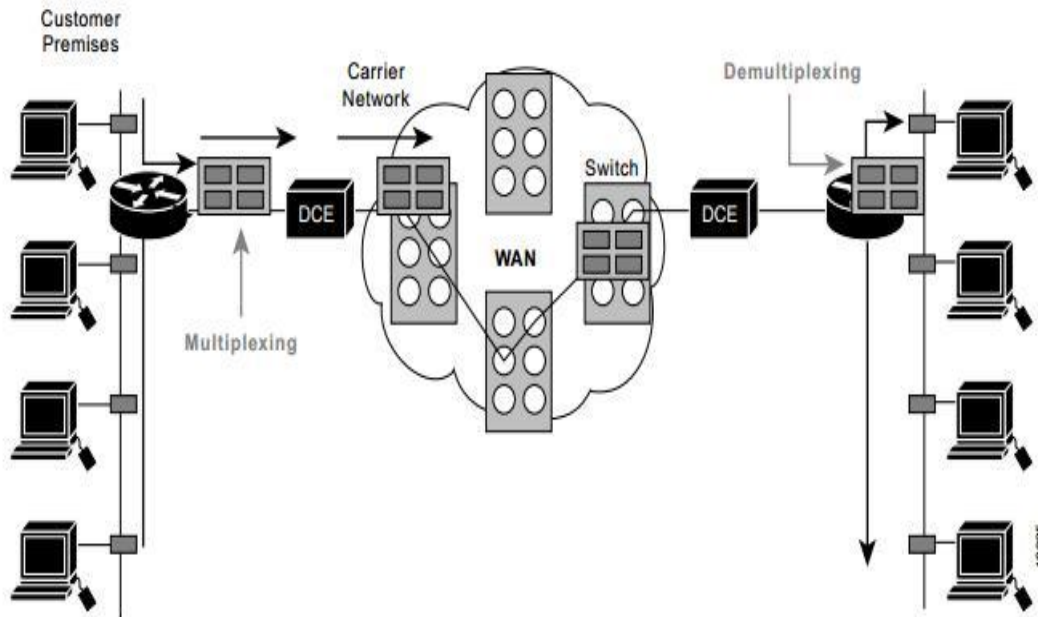 Customer
Premises
Carrier
Network
Demultiplexing
Switch
DCE
DCE
WAN
Multiplexing